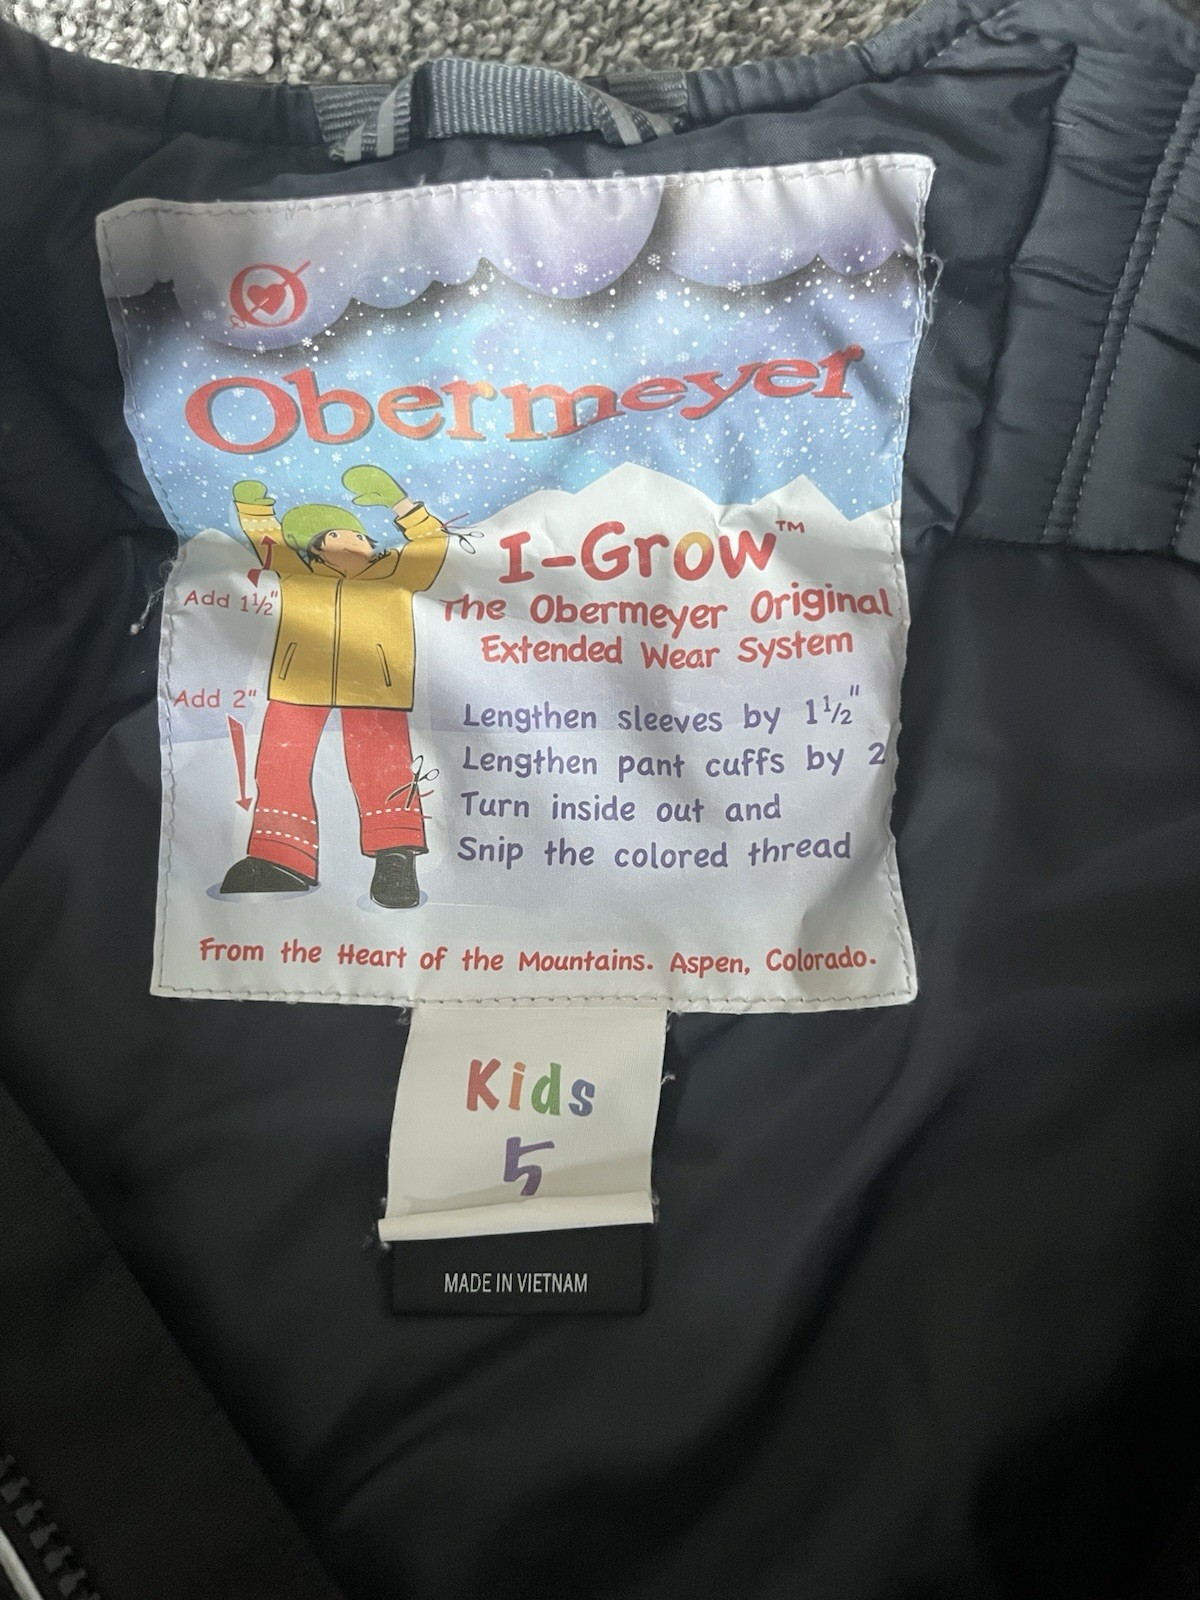 Obermeyer
I-Grow™
The Obermeyer Original
Extended Wear System
Add 1½"
Add 2"
Lengthen sleeves by 1½"
Lengthen pant cuffs by 2
Turn inside out and
Snip the colored thread
From the Heart of the Mountains. Aspen, Colorado.
Kids
5
MADE IN VIETNAM